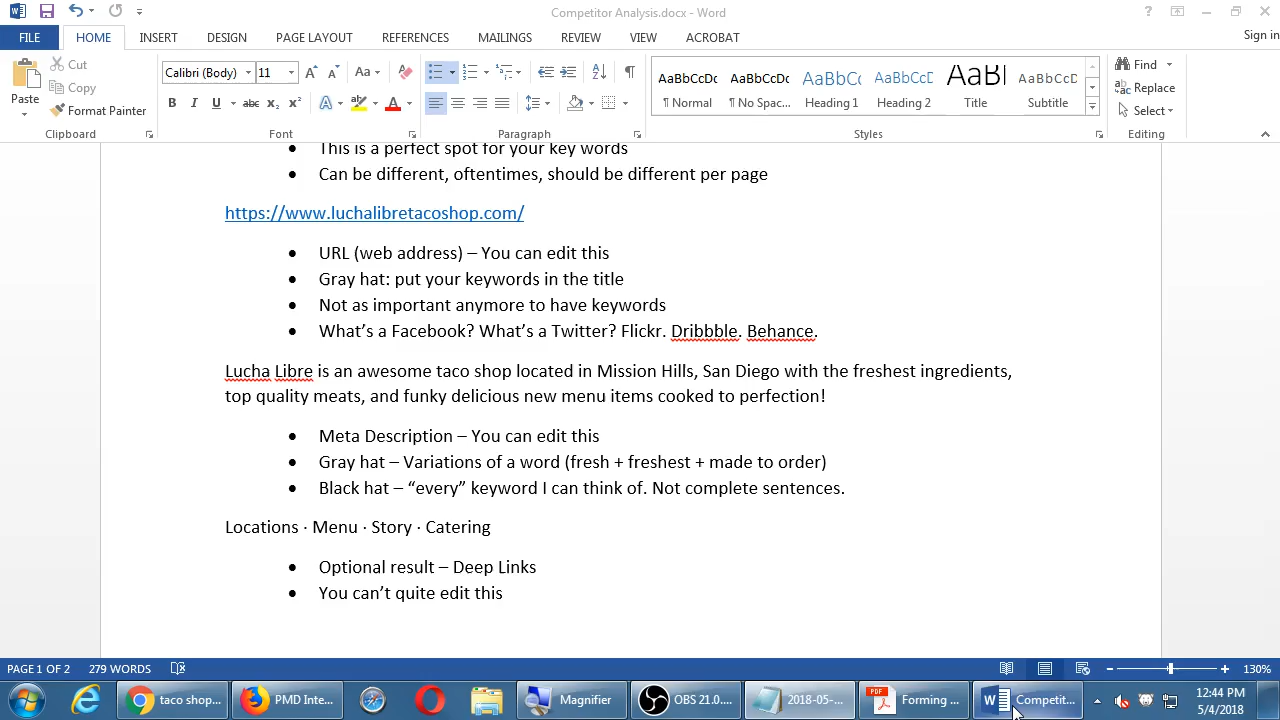 Competitor Analysis.docx - Word
FILE HOME INSERT DESIGN PAGE LAYOUT REFERENCES MAILINGS REVIEW VIEW ACROBAT Sign in
Paste
Cut
Copy
Format Painter
Clipboard
Calibri (Body) 11
Font
Paragraph
AaBbCcDc AaBbCcDc AaBbCc AaBbCcD AaB AaBbCcD
¶ Normal ¶ No Spac... Heading 1 Heading 2 Title Subtitle
Styles
Find
Replace
Select
Editing
• This is a perfect spot for your key words
• Can be different, oftentimes, should be different per page
https://www.luchalibretacoshop.com/
• URL (web address) – You can edit this
• Gray hat: put your keywords in the title
• Not as important anymore to have keywords
• What’s a Facebook? What’s a Twitter? Flickr. Dribbble. Behance.
Lucha Libre is an awesome taco shop located in Mission Hills, San Diego with the freshest ingredients,
top quality meats, and funky delicious new menu items cooked to perfection!
• Meta Description – You can edit this
• Gray hat – Variations of a word (fresh + freshest + made to order)
• Black hat – “every” keyword I can think of. Not complete sentences.
Locations · Menu · Story · Catering
• Optional result – Deep Links
• You can’t quite edit this
PAGE 1 OF 2 279 WORDS 130%
taco shop... PMD Inte... Magnifier OBS 21.0.... 2018-05-... Forming ... Competit... 12:44 PM
5/4/2018